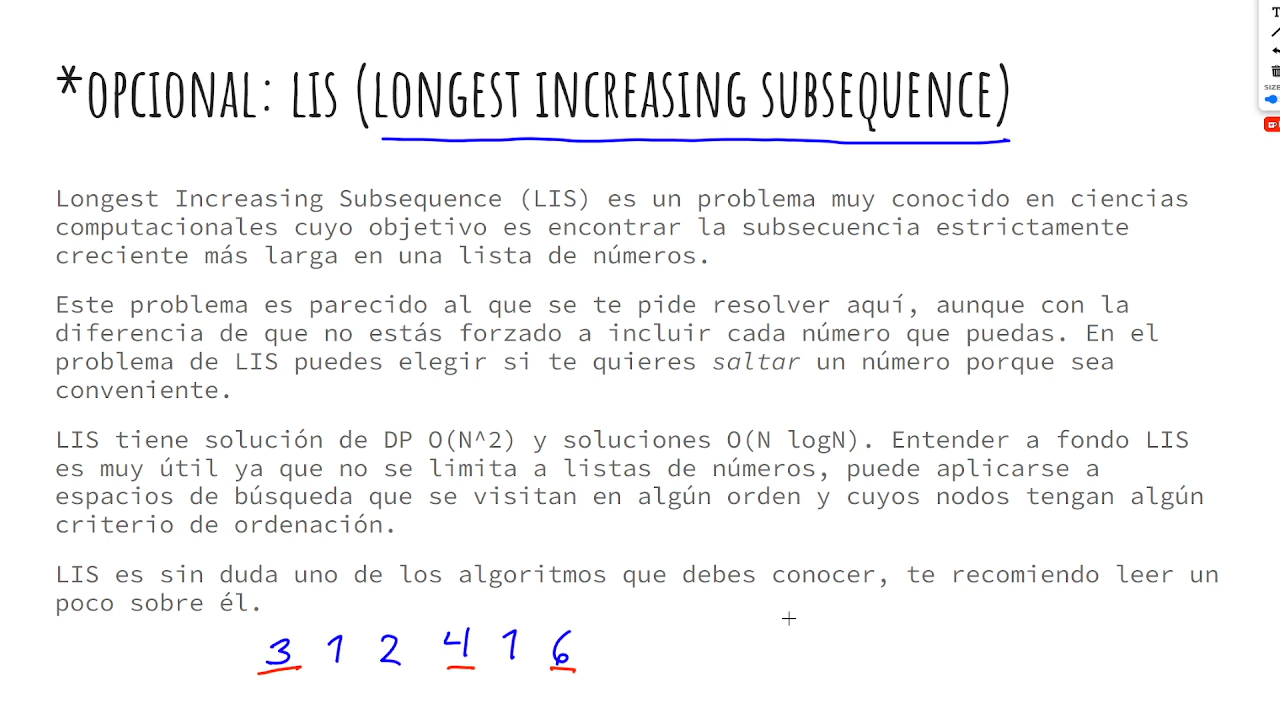 *OPCIONAL: LIS (LONGEST INCREASING SUBSEQUENCE)
Longest Increasing Subsequence (LIS) es un problema muy conocido en ciencias
computacionales cuyo objetivo es encontrar la subsecuencia estrictamente
creciente más larga en una lista de números.
Este problema es parecido al que se te pide resolver aquí, aunque con la
diferencia de que no estás forzado a incluir cada número que puedas. En el
problema de LIS puedes elegir si te quieres saltar un número porque sea
conveniente.
LIS tiene solución de DP O(N^2) y soluciones O(N logN). Entender a fondo LIS
es muy útil ya que no se limita a listas de números, puede aplicarse a
espacios de búsqueda que se visitan en algún orden y cuyos nodos tengan algún
criterio de ordenación.
LIS es sin duda uno de los algoritmos que debes conocer, te recomiendo leer un
poco sobre él.
3 1 2 4 1 6
T
SIZE